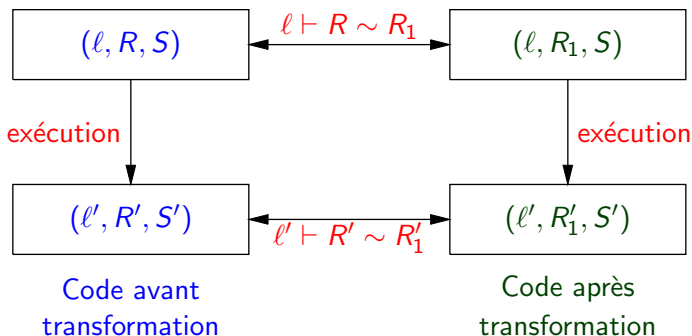 (ℓ, R, S)
ℓ ⊢ R ∼ R₁
(ℓ, R₁, S)
exécution
exécution
(ℓ′, R′, S′)
ℓ′ ⊢ R′ ∼ R′₁
(ℓ′, R′₁, S′)
Code avant
transformation
Code après
transformation